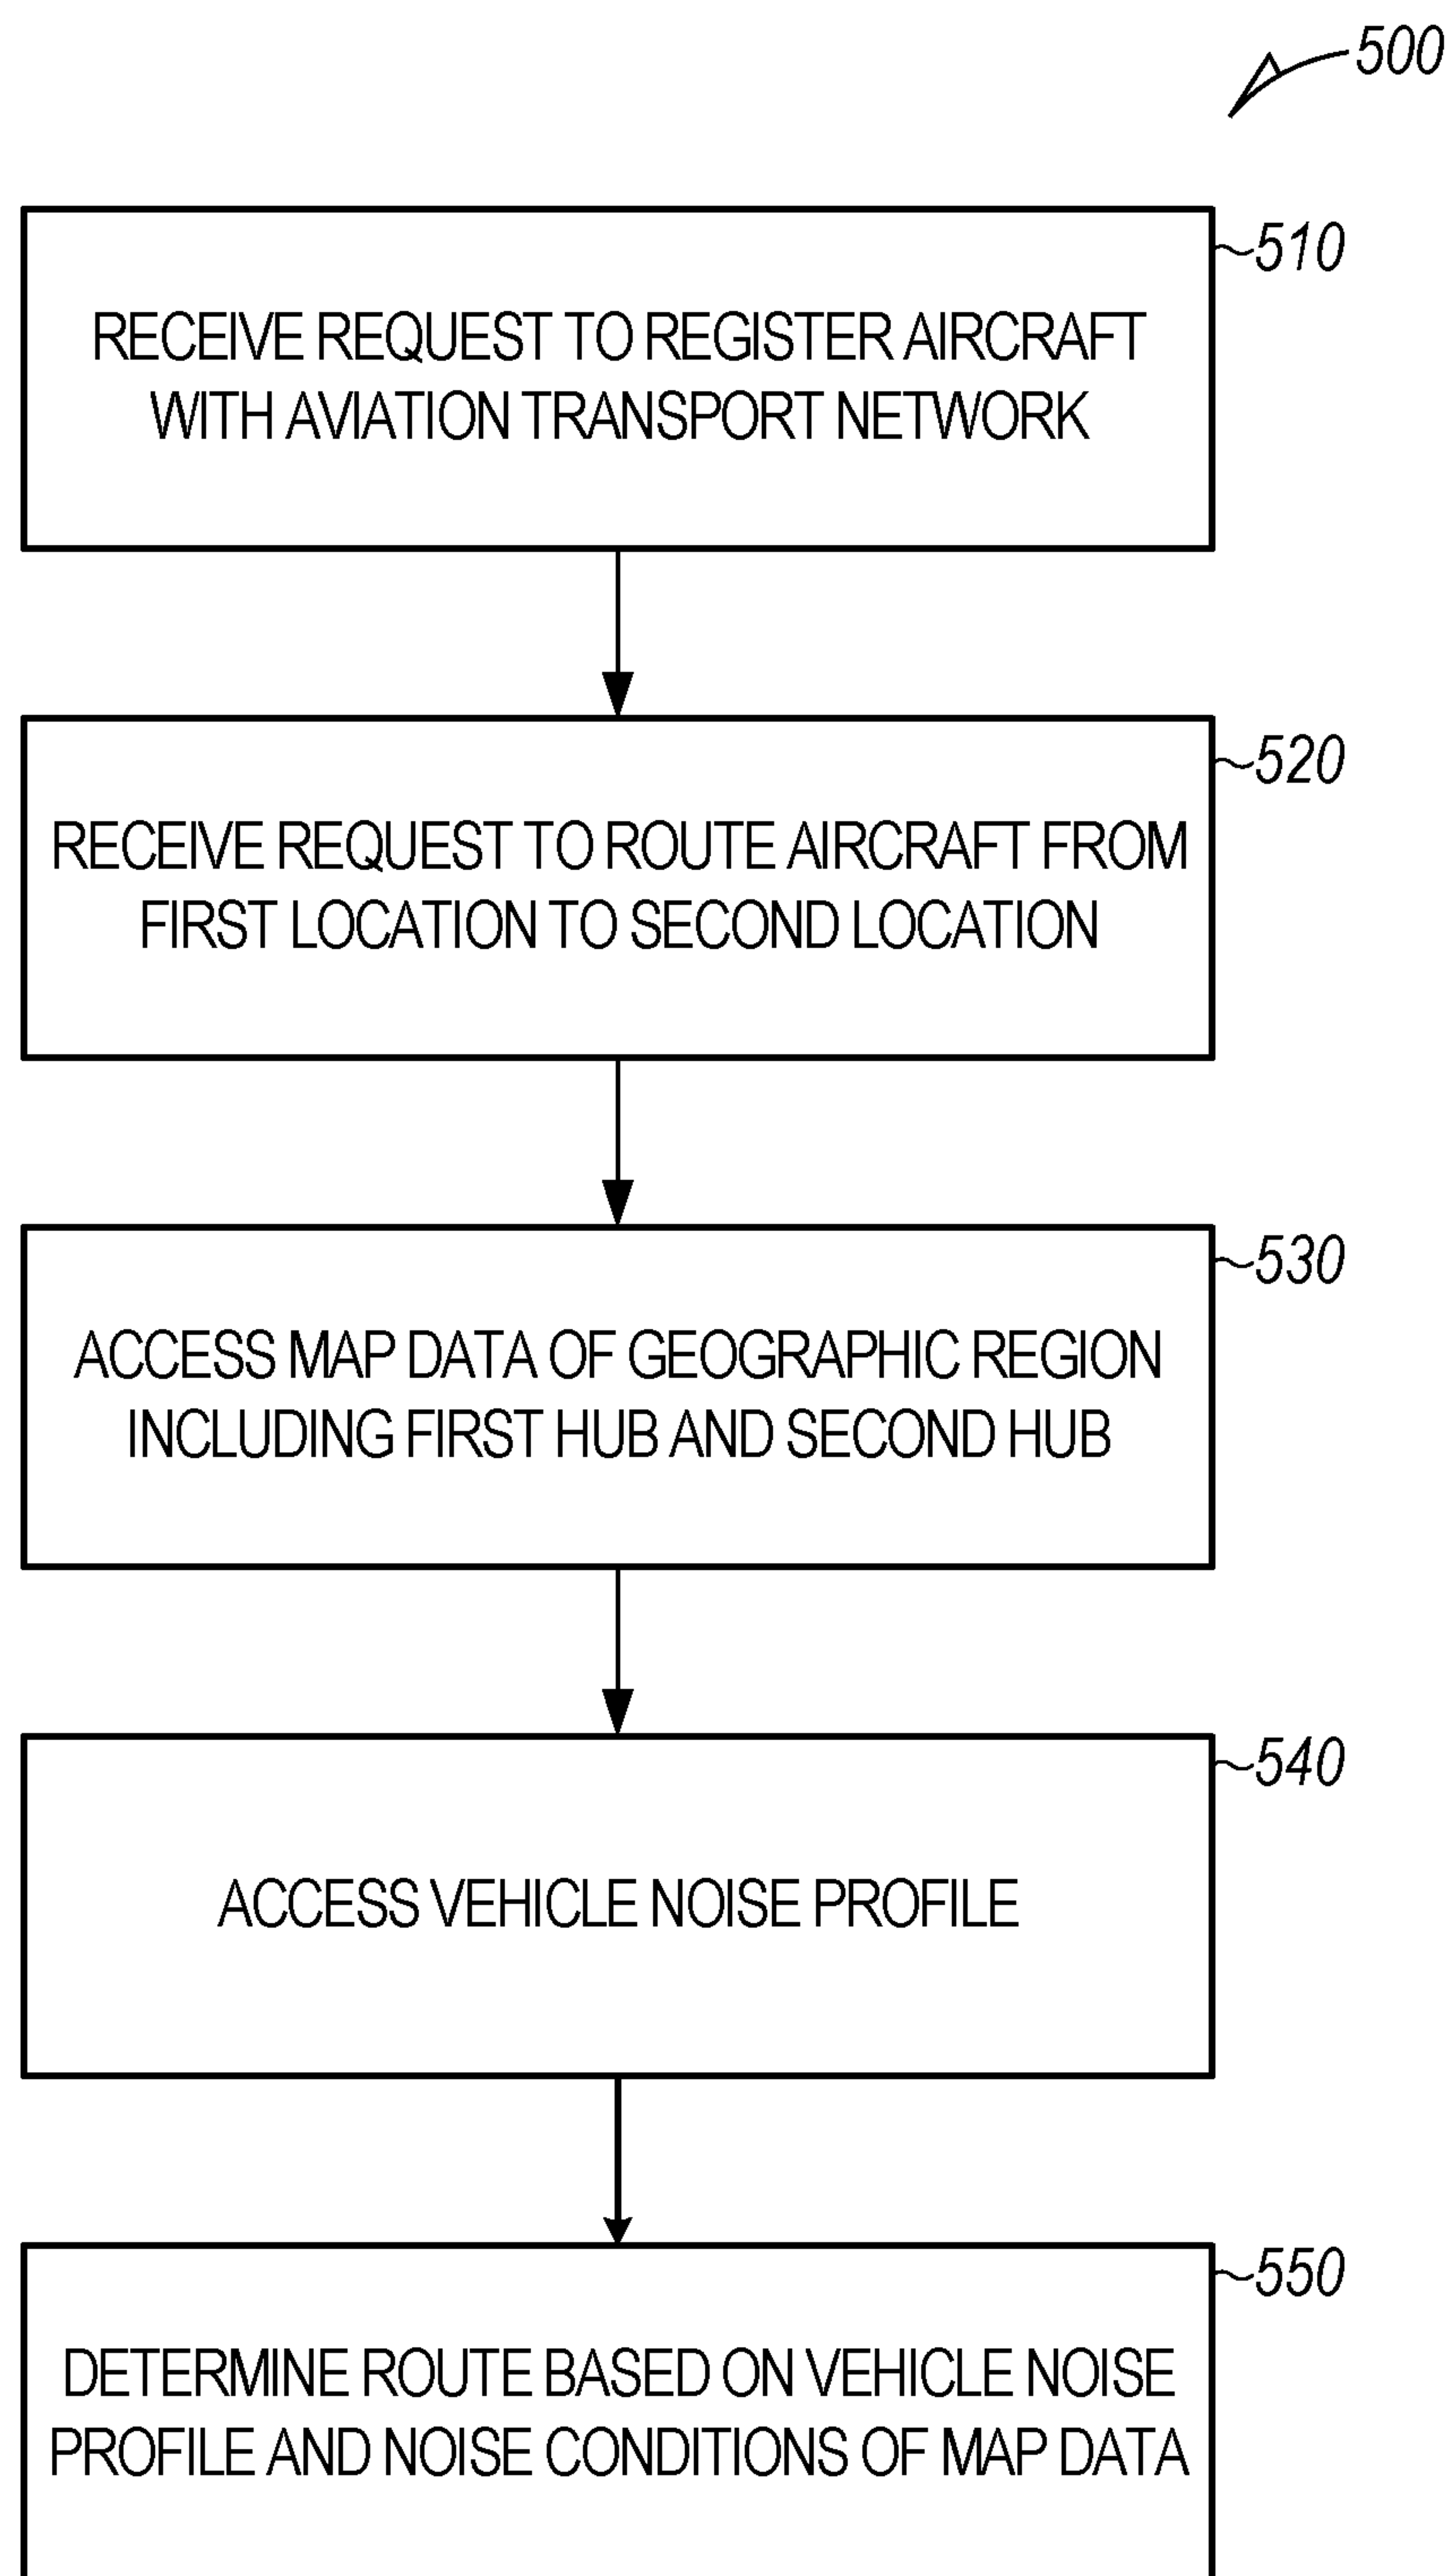 500
510
RECEIVE REQUEST TO REGISTER AIRCRAFT
WITH AVIATION TRANSPORT NETWORK
520
RECEIVE REQUEST TO ROUTE AIRCRAFT FROM
FIRST LOCATION TO SECOND LOCATION
530
ACCESS MAP DATA OF GEOGRAPHIC REGION
INCLUDING FIRST HUB AND SECOND HUB
540
ACCESS VEHICLE NOISE PROFILE
550
DETERMINE ROUTE BASED ON VEHICLE NOISE
PROFILE AND NOISE CONDITIONS OF MAP DATA